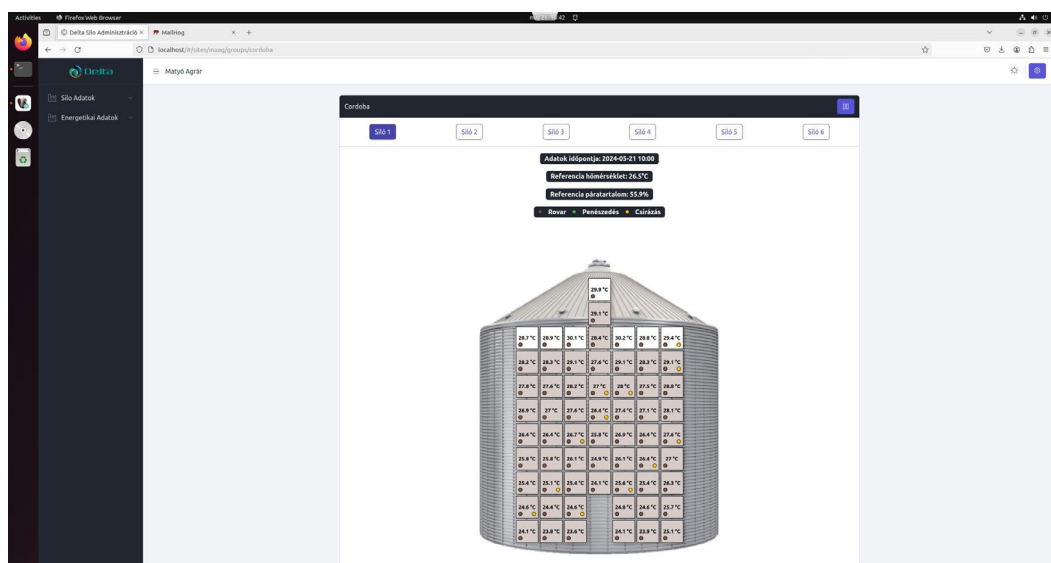 Activities Firefox Web Browser
Delta Silo Adminisztráció × MailHog × +
localhost/#/sites/maag/groups/cordoba
Delta Matyó Agrár
Silo Adatok
Energetikai Adatok
Cordoba
Siló 1 Siló 2 Siló 3 Siló 4 Siló 5 Siló 6
Adatok időpontja: 2024-05-21 10:00
Referencia hőmérséklet: 26.5°C
Referencia páratartalom: 55.9%
Rovar Penészedés Csírázás
29.9 °C
29.1 °C
28.7 °C 28.9 °C 30.1 °C 28.4 °C 30.2 °C 28.8 °C 29.4 °C
28.2 °C 28.3 °C 29.1 °C 27.6 °C 29.1 °C 28.3 °C 29.1 °C
27.8 °C 27.6 °C 28.2 °C 27 °C 28 °C 27.5 °C 28.8 °C
26.9 °C 27 °C 27.6 °C 26.4 °C 27.4 °C 27.1 °C 28.1 °C
26.4 °C 26.4 °C 26.7 °C 25.8 °C 26.9 °C 26.4 °C 27.6 °C
25.8 °C 25.8 °C 26.1 °C 24.9 °C 26.1 °C 26.4 °C 27 °C
25.4 °C 25.1 °C 25.4 °C 24.1 °C 25.6 °C 25.4 °C 26.3 °C
24.6 °C 24.4 °C 24.6 °C 24.8 °C 24.6 °C 25.7 °C
24.1 °C 23.8 °C 23.6 °C 24.1 °C 23.9 °C 25.1 °C